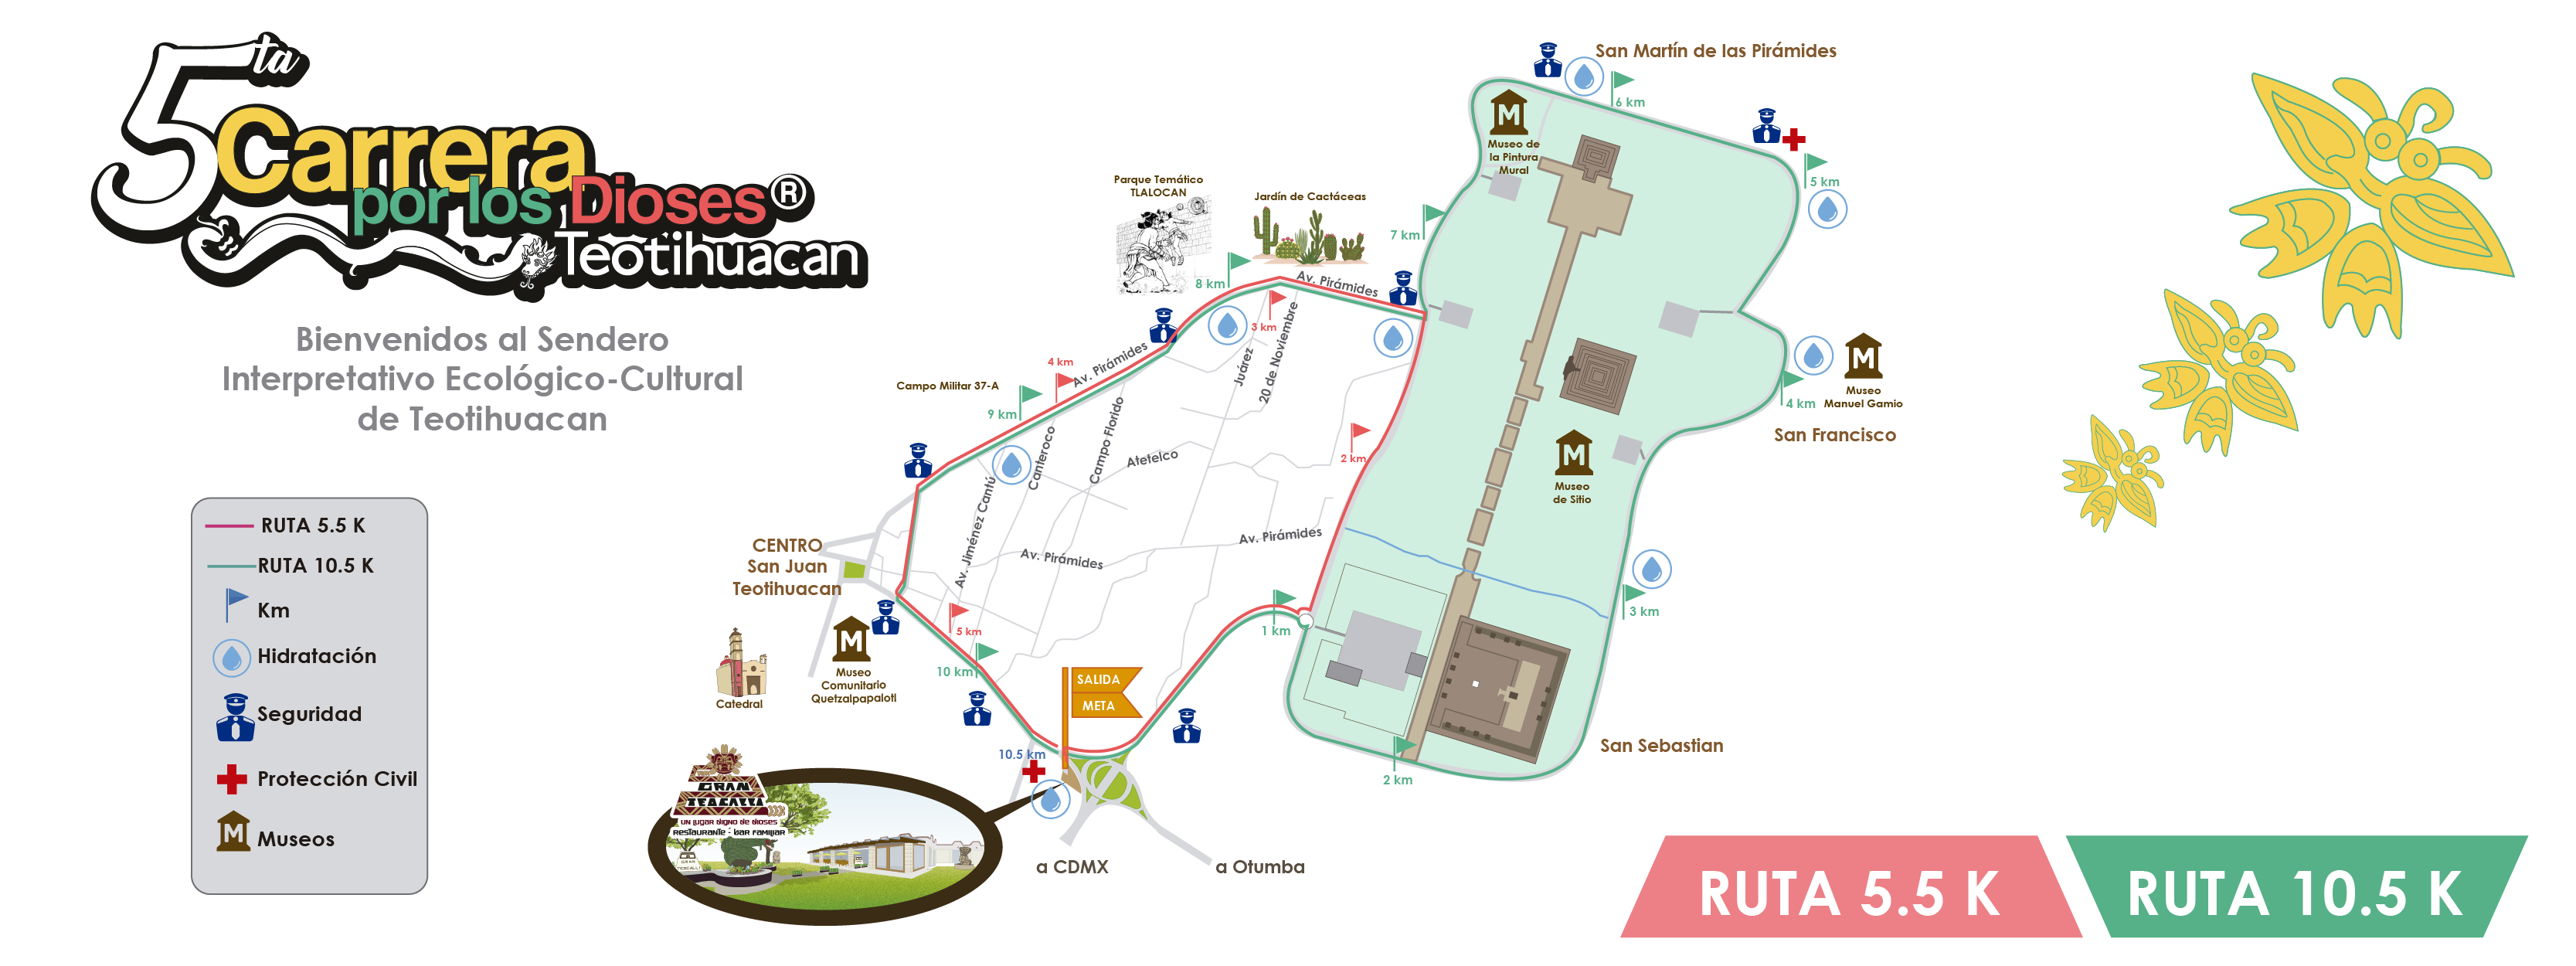 5ta
Carrera
por los Dioses®
Teotihuacan
Bienvenidos al Sendero
Interpretativo Ecológico-Cultural
de Teotihuacan
RUTA 5.5 K
RUTA 10.5 K
Km
Hidratación
Seguridad
Protección Civil
M
Museos
San Martín de las Pirámides
6 km
M
Museo de
la Pintura
Mural
5 km
Parque Temático
TLALOCAN
Jardín de Cactáceas
7 km
8 km
Av. Pirámides
3 km
Juárez
20 de Noviembre
4 km
Av. Pirámides
Campo Militar 37-A
9 km
M
Museo
Manuel Gamio
4 km
San Francisco
2 km
M
Museo
de Sitio
Canteroco
Campo Florido
Atetelco
Av. Jiménez Cantú
Av. Pirámides
Av. Pirámides
CENTRO
San Juan
Teotihuacan
3 km
1 km
5 km
10 km
M
Museo
Comunitario
Quetzalpapalotl
Catedral
SALIDA
META
10.5 km
San Sebastian
2 km
GRAN
TEOCALLI
un lugar digno de dioses
restaurante - bar familiar
a CDMX
a Otumba
RUTA 5.5 K
RUTA 10.5 K